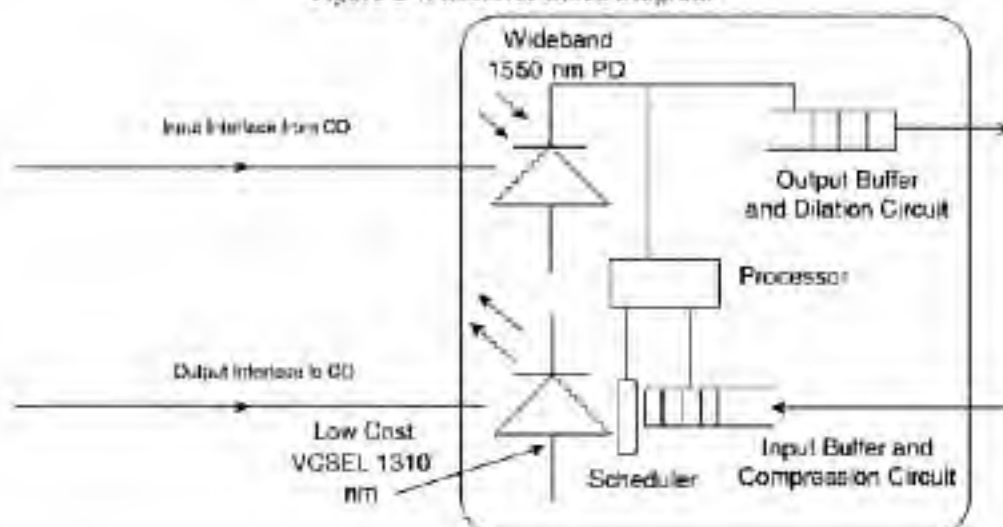 Wideband
1550 nm PD
Input Interface from CO
Output Buffer
and Dilation Circuit
Processor
Output Interface to CO
Low Cost
VCSEL 1310
nm
Scheduler
Input Buffer and
Compression Circuit